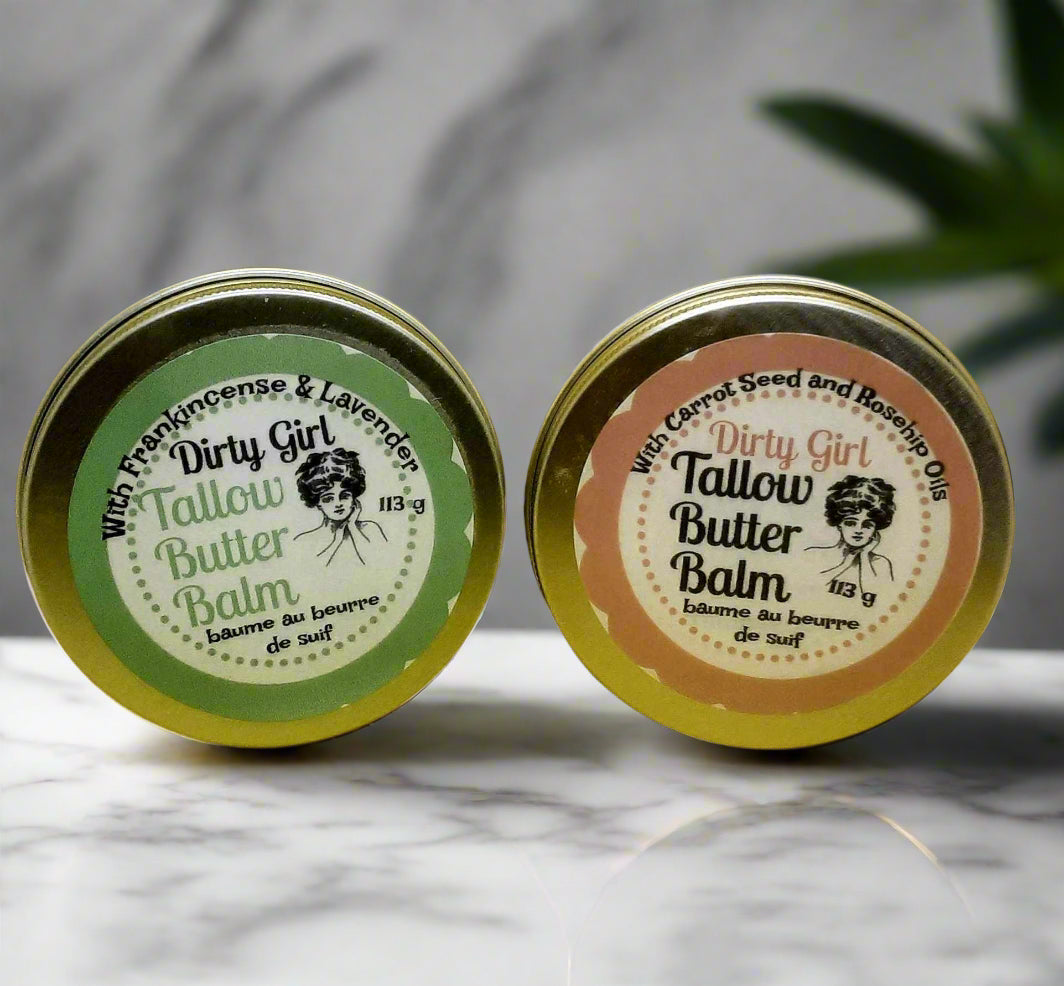 With Frankincense & Lavender
Dirty Girl
Tallow
Butter
Balm
113 g
baume au beurre
de suif
With Carrot Seed and Rosehip Oils
Dirty Girl
Tallow
Butter
Balm
113 g
baume au beurre
de suif